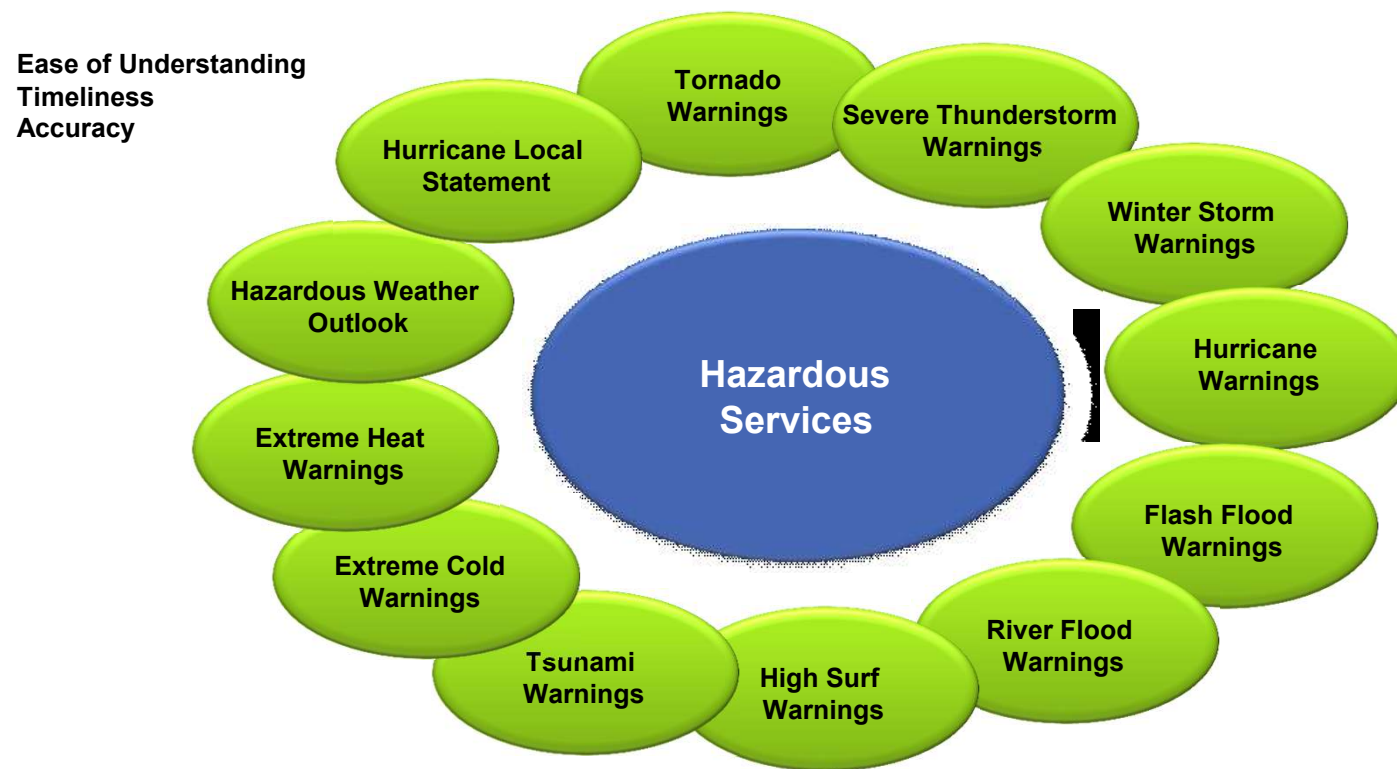 Ease of Understanding
Timeliness
Accuracy
Tornado
Warnings
Severe Thunderstorm
Warnings
Winter Storm
Warnings
Hurricane
Warnings
Flash Flood
Warnings
River Flood
Warnings
High Surf
Warnings
Tsunami
Warnings
Extreme Cold
Warnings
Extreme Heat
Warnings
Hazardous Weather
Outlook
Hurricane Local
Statement
Hazardous
Services